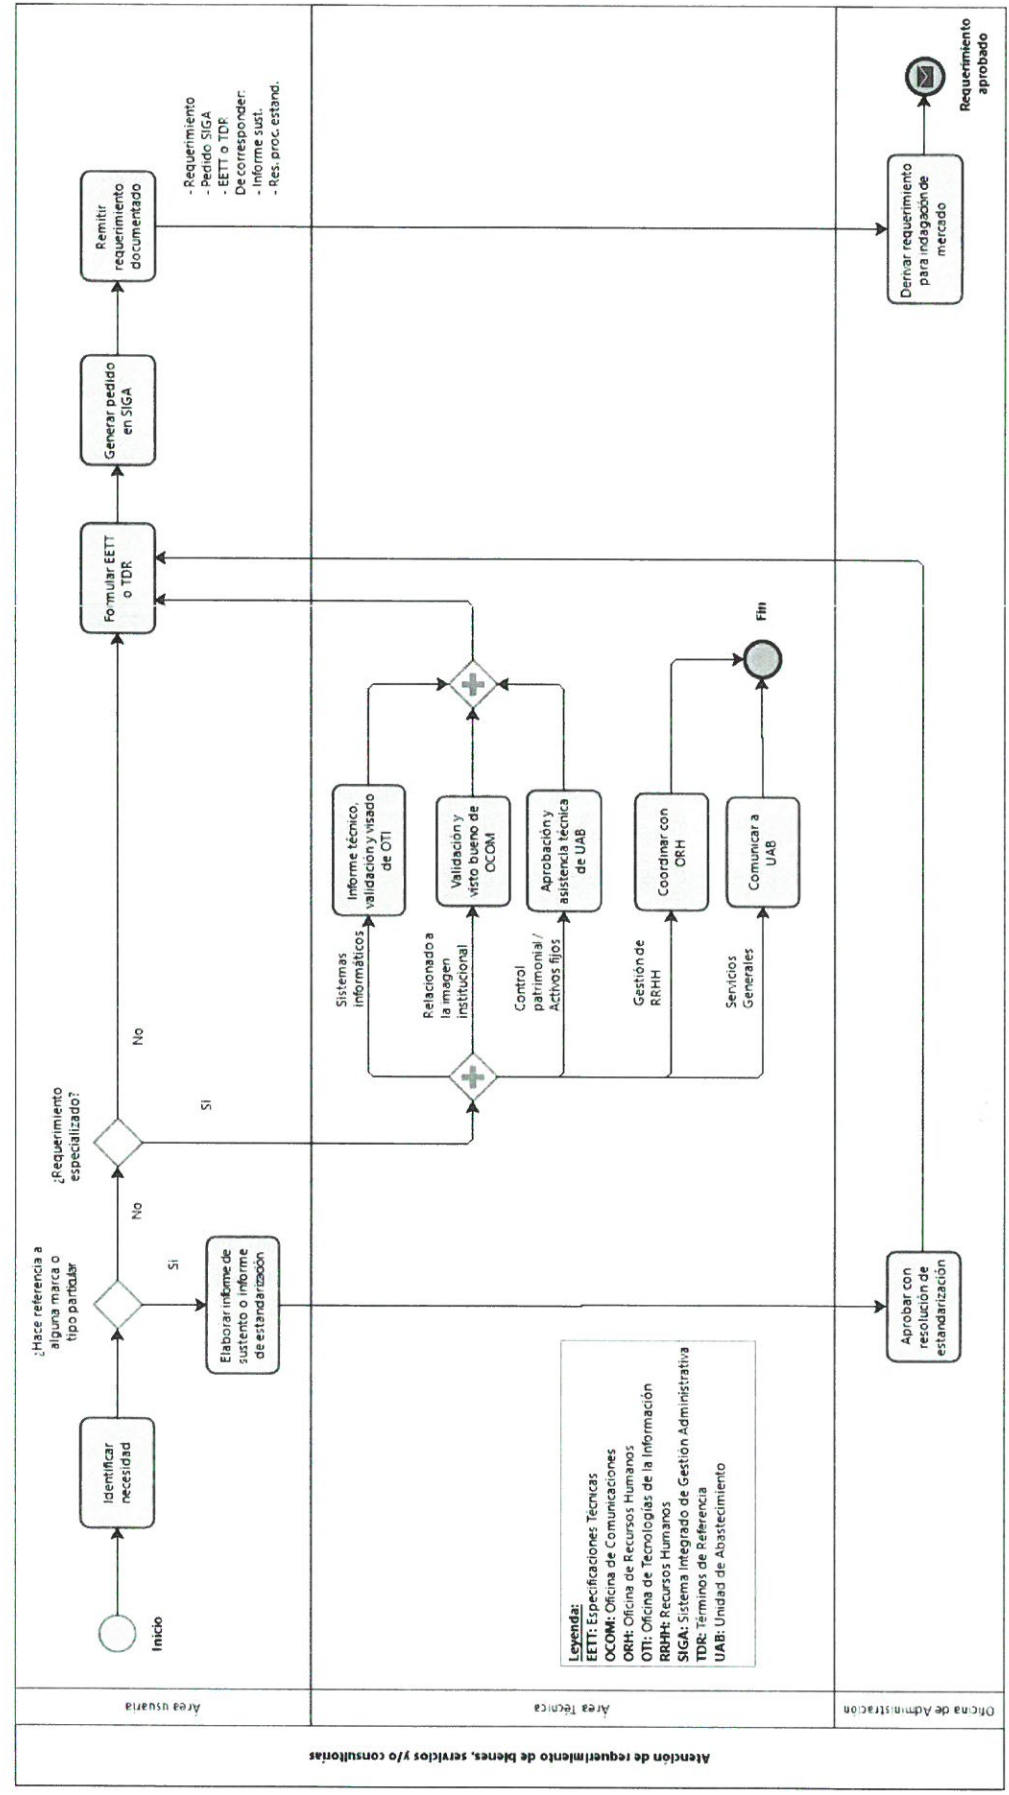 Atención de requerimiento de bienes, servicios y/o consultorías
Área usuaria
Inicio
Identificar
necesidad
¿Hace referencia a
alguna marca o
tipo particular
Si
No
Elaborar informe de
sustento o informe
de estandarización
¿Requerimiento
especializado?
Si
No
Formular EETT
o TDR
Generar pedido
en SIGA
Remitir
requerimiento
documentado
- Requerimiento
- Pedido SIGA
- EETT o TDR
De corresponder:
- Informe sust.
- Res. proc. estand.
Área Técnica
Sistemas
informáticos
Informe técnico,
validación y visado
de OTI
Relacionado a
la imagen
institucional
Validación y
visto bueno de
OCOM
Control
patrimonial/
Activos fijos
Aprobación y
asistencia técnica
de UAB
Gestión de
RRHH
Coordinar con
ORH
Servicios
Generales
Comunicar a
UAB
Fin
Leyenda:
EETT: Especificaciones Técnicas
OCOM: Oficina de Comunicaciones
ORH: Oficina de Recursos Humanos
OTI: Oficina de Tecnologías de la Información
RRHH: Recursos Humanos
SIGA: Sistema Integrado de Gestión Administrativa
TDR: Términos de Referencia
UAB: Unidad de Abastecimiento
Oficina de Administración
Aprobar con
resolución de
estandarización
Derivar requerimiento
para indagación de
mercado
Requerimiento
aprobado